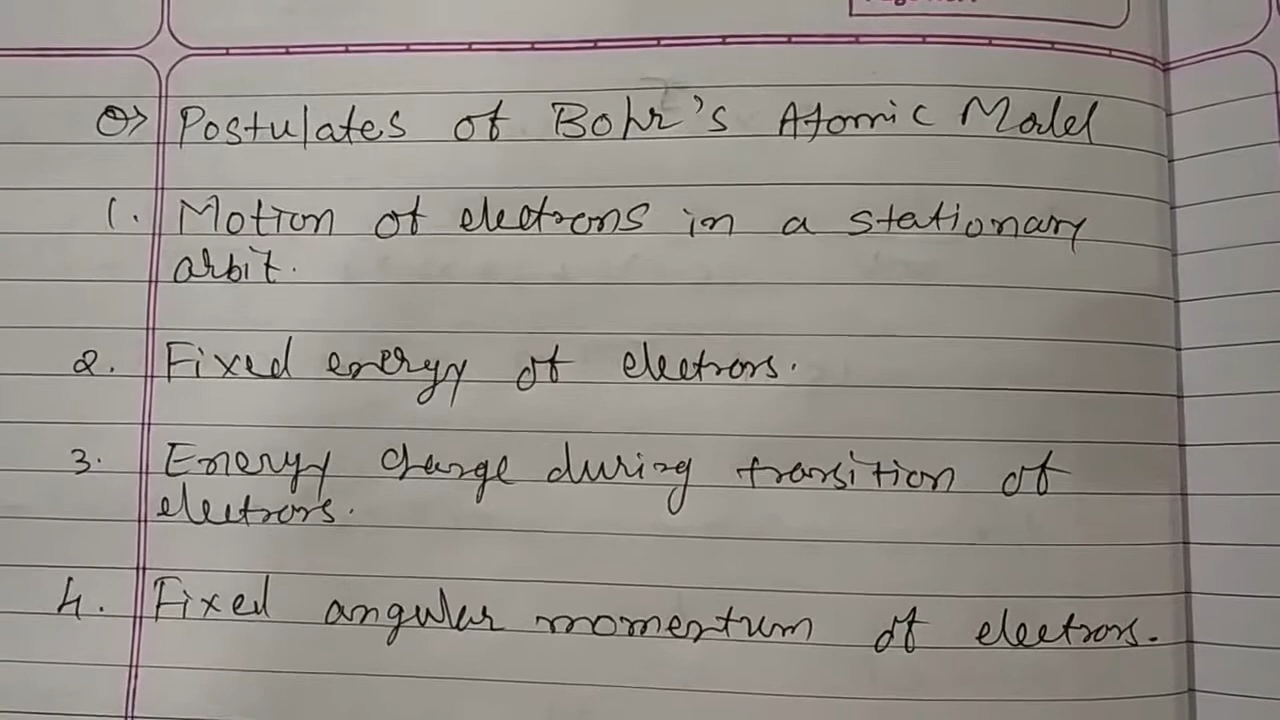 Q> Postulates of Bohr's Atomic Model
1. Motion of electrons in a stationary
orbit.
2. Fixed energy of electrons.
3. Energy change during transition of
electrons.
4. Fixed angular momentum of electrons.